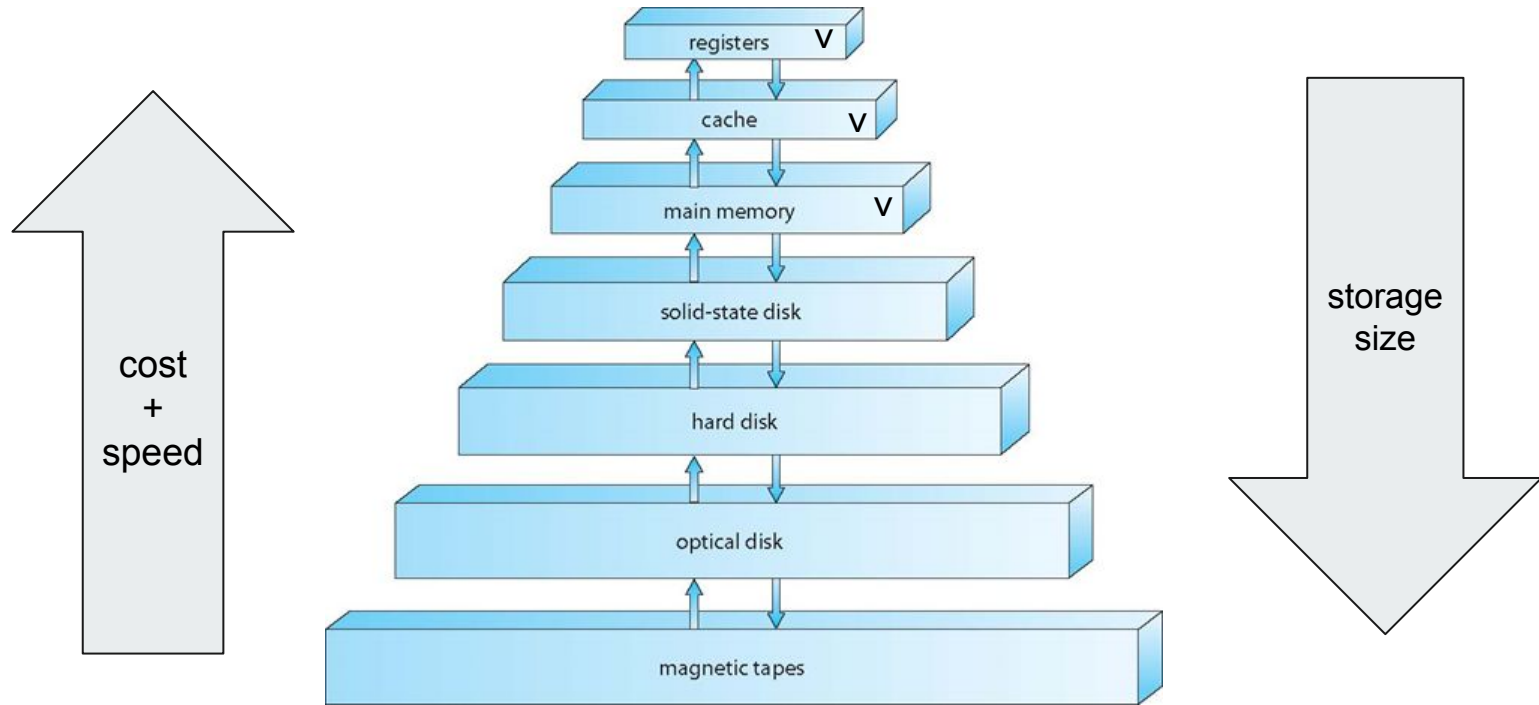 registers V
cache V
main memory V
solid-state disk
hard disk
optical disk
magnetic tapes
cost
+
speed
storage
size